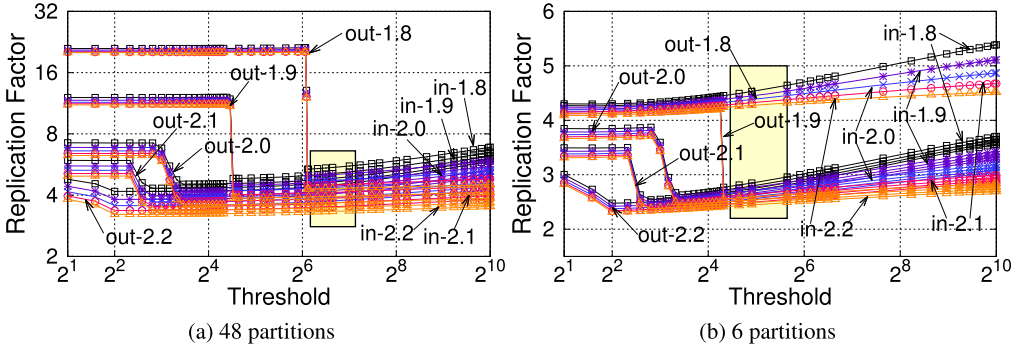 Replication Factor
32
16
8
4
2
out-1.8
out-1.9
out-2.1
out-2.0
out-2.2
in-1.8
in-1.9
in-2.0
in-2.2
in-2.1
2^1
2^2
2^4
2^6
2^8
2^10
Threshold
(a) 48 partitions
Replication Factor
6
5
4
3
2
out-1.8
out-2.0
out-1.9
out-2.1
out-2.2
in-1.8
in-1.9
in-2.0
in-2.2
in-2.1
2^1
2^2
2^4
2^6
2^8
2^10
Threshold
(b) 6 partitions